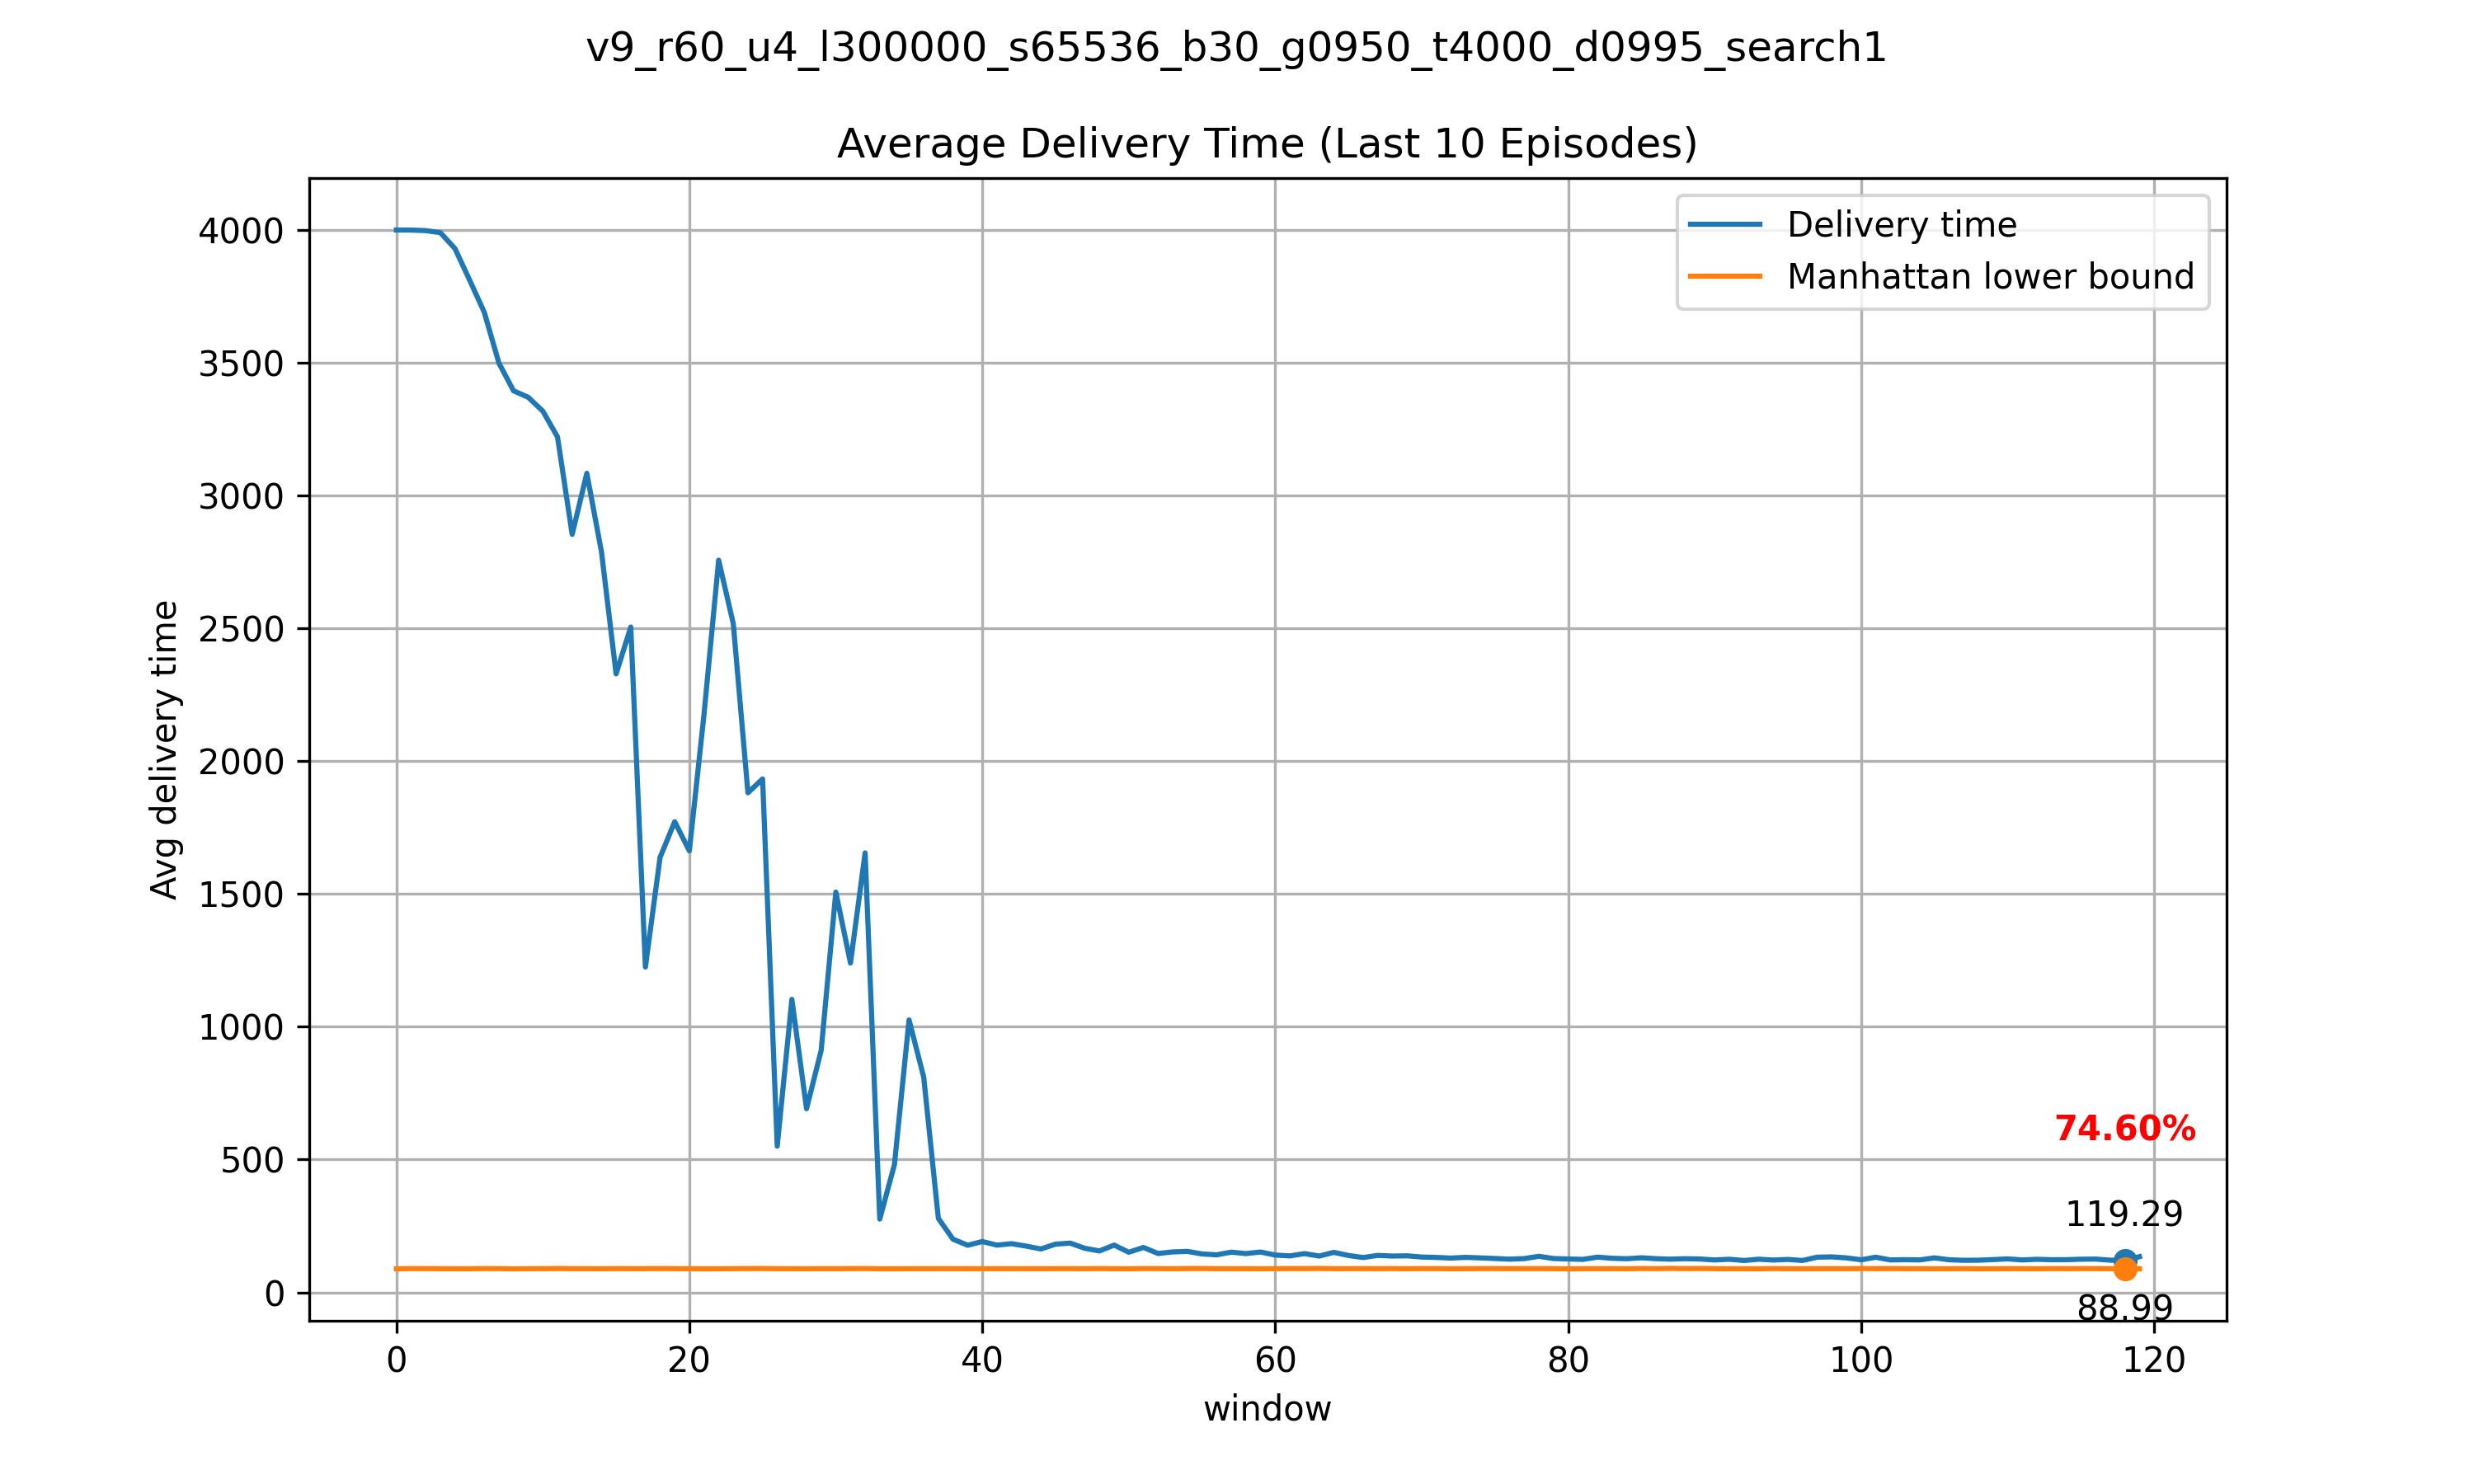 v9_r60_u4_l300000_s65536_b30_g0950_t4000_d0995_search1
Average Delivery Time (Last 10 Episodes)
Delivery time
Manhattan lower bound
4000
3500
3000
2500
2000
1500
1000
500
0
Avg delivery time
74.60%
119.29
88.99
0 20 40 60 80 100 120
window